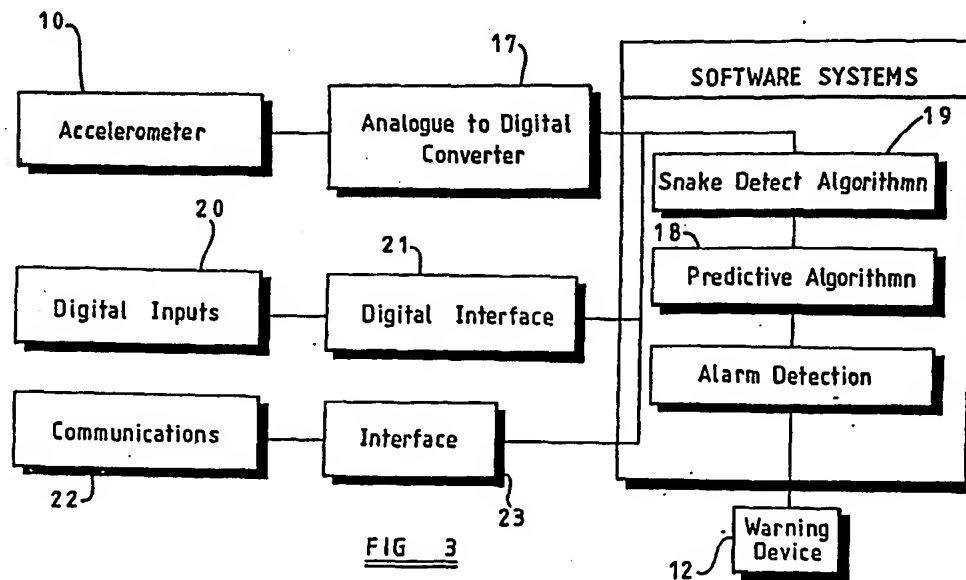 10
17
SOFTWARE SYSTEMS
Accelerometer
Analogue to Digital
Converter
19
Snake Detect Algorithmn
20
21
18
Predictive Algorithmn
Digital Inputs
Digital Interface
Alarm Detection
Communications
Interface
22
23
FIG 3
12
Warning
Device